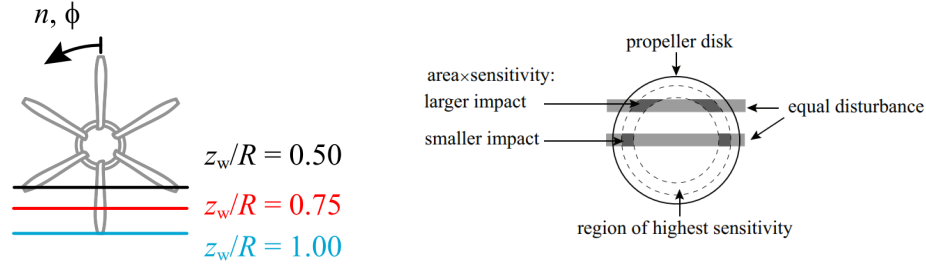 n, ϕ
z_w/R = 0.50
z_w/R = 0.75
z_w/R = 1.00
propeller disk
area×sensitivity:
larger impact
equal disturbance
smaller impact
region of highest sensitivity